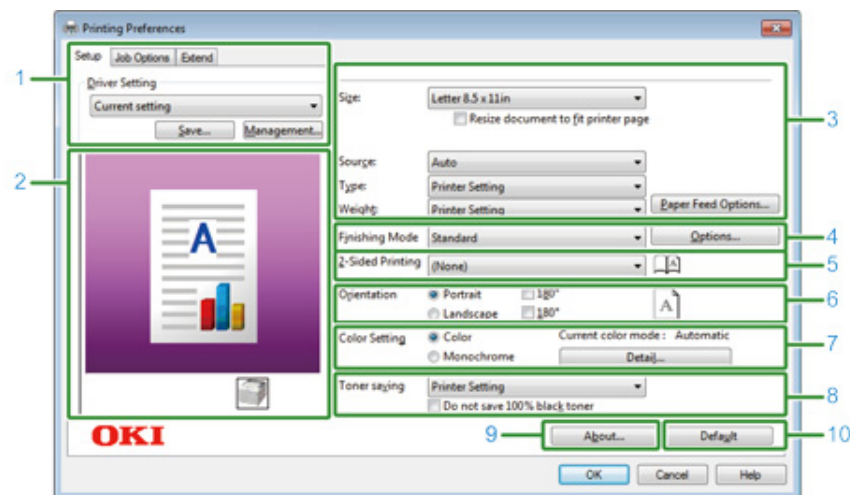 Printing Preferences
Setup Job Options Extend
1
Driver Setting
Current setting
Save... Management...
Size: Letter 8.5 x 11in
Resize document to fit printer page
3
2
Source: Auto
Type: Printer Setting
Weight: Printer Setting Paper Feed Options...
A
Finishing Mode Standard Options... 4
2-Sided Printing (None) A 5
Orientation Portrait 180°
Landscape 180° A 6
Color Setting Color Current color mode : Automatic
Monochrome Detail... 7
Toner saving Printer Setting
Do not save 100% black toner 8
OKI
9 About... Default 10
OK Cancel Help